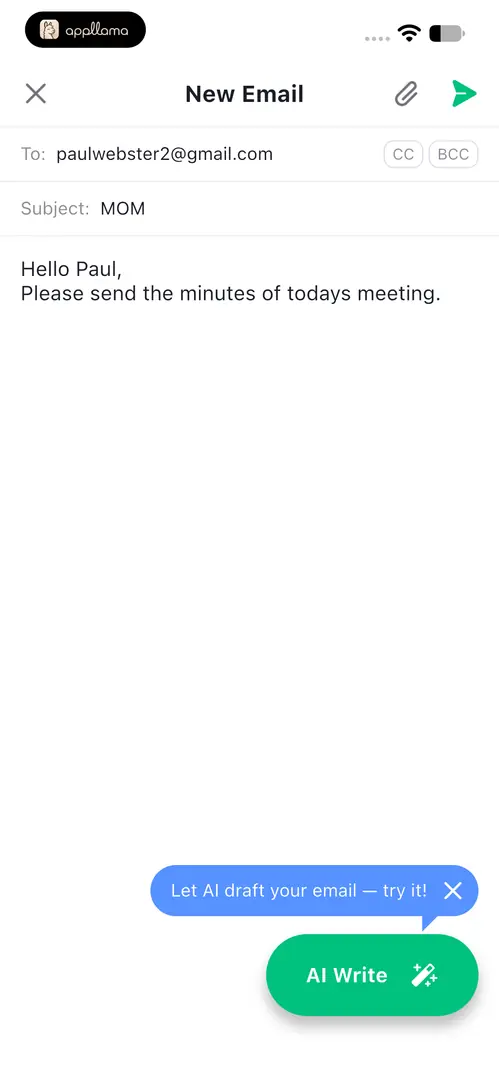 appllama
New Email
To: paulwebster2@gmail.com CC BCC
Subject: MOM
Hello Paul,
Please send the minutes of todays meeting.
Let AI draft your email — try it!
AI Write